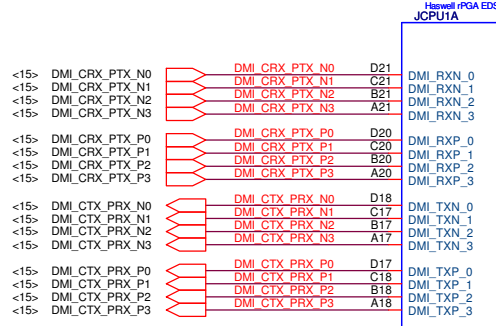 Haswell rPGA EDS
JCPU1A
<15> DMI_CRX_PTX_N0 DMI_CRX_PTX_N0 D21 DMI_RXN_0
<15> DMI_CRX_PTX_N1 DMI_CRX_PTX_N1 C21 DMI_RXN_1
<15> DMI_CRX_PTX_N2 DMI_CRX_PTX_N2 B21 DMI_RXN_2
<15> DMI_CRX_PTX_N3 DMI_CRX_PTX_N3 A21 DMI_RXN_3
<15> DMI_CRX_PTX_P0 DMI_CRX_PTX_P0 D20 DMI_RXP_0
<15> DMI_CRX_PTX_P1 DMI_CRX_PTX_P1 C20 DMI_RXP_1
<15> DMI_CRX_PTX_P2 DMI_CRX_PTX_P2 B20 DMI_RXP_2
<15> DMI_CRX_PTX_P3 DMI_CRX_PTX_P3 A20 DMI_RXP_3
<15> DMI_CTX_PRX_N0 DMI_CTX_PRX_N0 D18 DMI_TXN_0
<15> DMI_CTX_PRX_N1 DMI_CTX_PRX_N1 C17 DMI_TXN_1
<15> DMI_CTX_PRX_N2 DMI_CTX_PRX_N2 B17 DMI_TXN_2
<15> DMI_CTX_PRX_N3 DMI_CTX_PRX_N3 A17 DMI_TXN_3
<15> DMI_CTX_PRX_P0 DMI_CTX_PRX_P0 D17 DMI_TXP_0
<15> DMI_CTX_PRX_P1 DMI_CTX_PRX_P1 C18 DMI_TXP_1
<15> DMI_CTX_PRX_P2 DMI_CTX_PRX_P2 B18 DMI_TXP_2
<15> DMI_CTX_PRX_P3 DMI_CTX_PRX_P3 A18 DMI_TXP_3